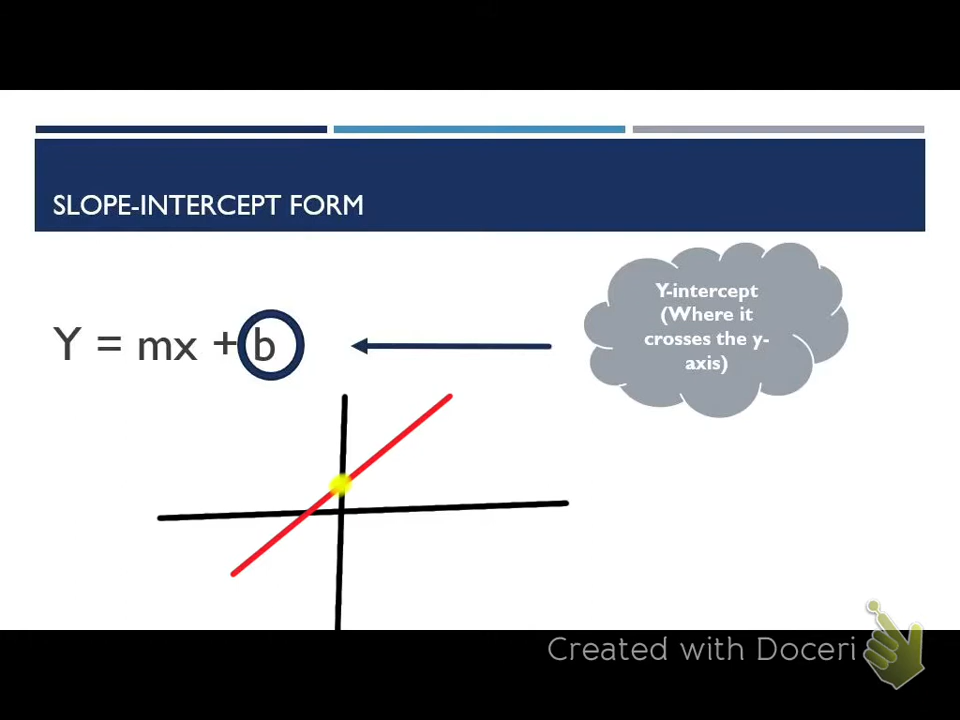 SLOPE-INTERCEPT FORM
Y = mx + b
Y-intercept
(Where it
crosses the y-
axis)
Created with Doceri